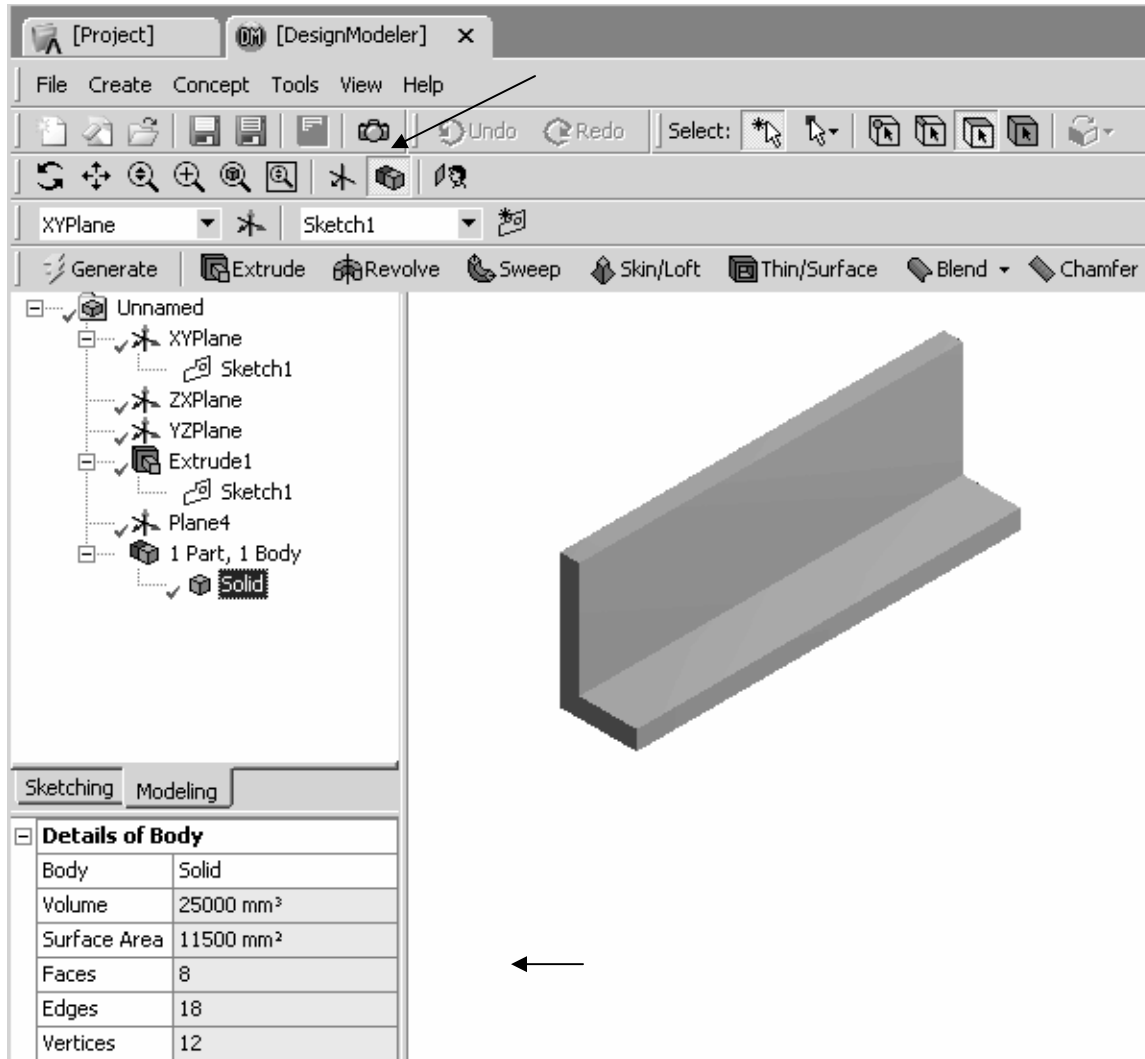 [Project] [DesignModeler] ×
File Create Concept Tools View Help
Undo Redo Select:
XYPlane Sketch1
Generate Extrude Revolve Sweep Skin/Loft Thin/Surface Blend Chamfer
Unnamed
XYPlane
Sketch1
ZXPlane
YZPlane
Extrude1
Sketch1
Plane4
1 Part, 1 Body
Solid
Sketching Modeling
Details of Body
Body Solid
Volume 25000 mm³
Surface Area 11500 mm²
Faces 8
Edges 18
Vertices 12